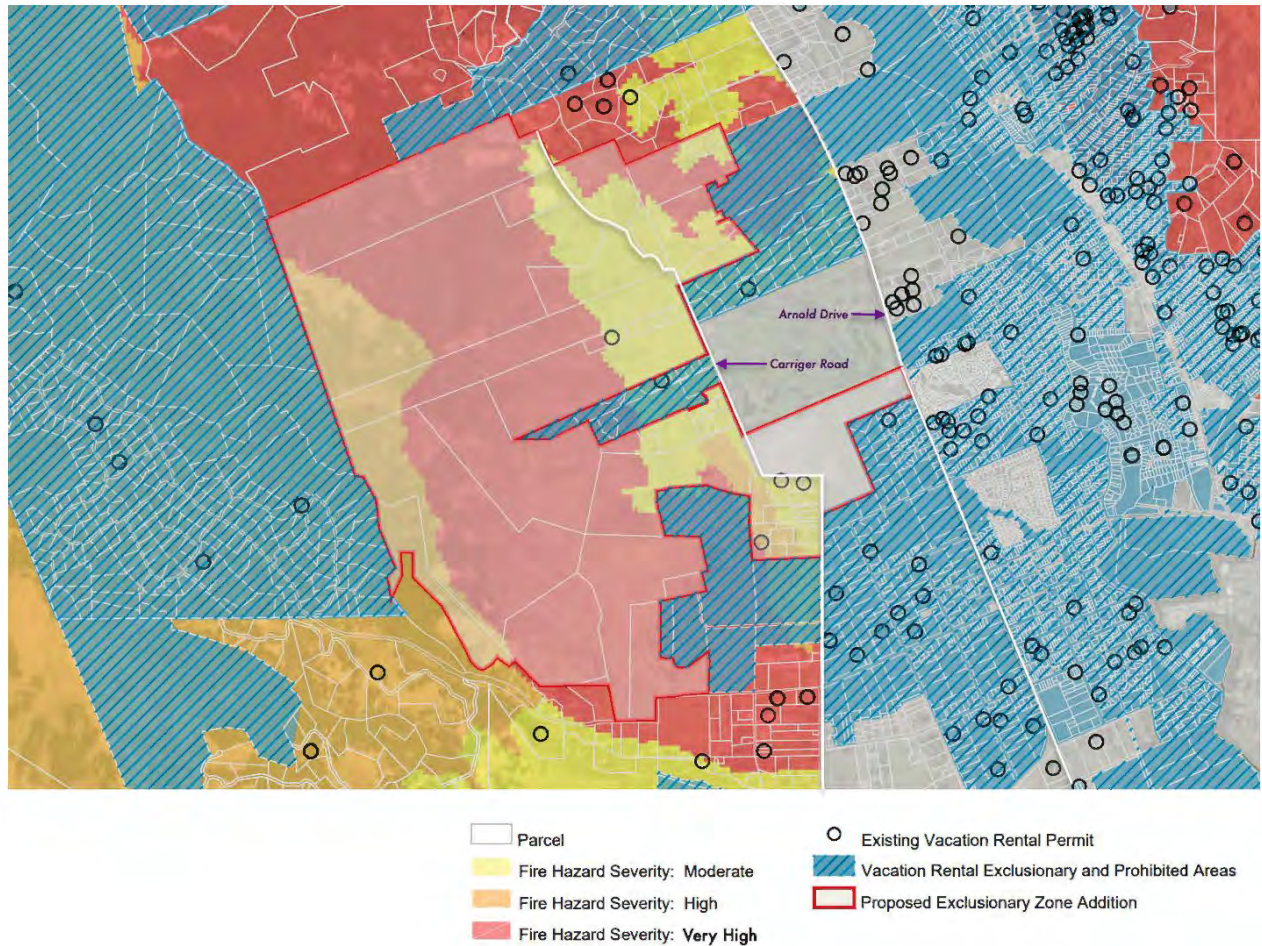 Arnold Drive
Carriger Road
Parcel
Fire Hazard Severity: Moderate
Fire Hazard Severity: High
Fire Hazard Severity: Very High
Existing Vacation Rental Permit
Vacation Rental Exclusionary and Prohibited Areas
Proposed Exclusionary Zone Addition